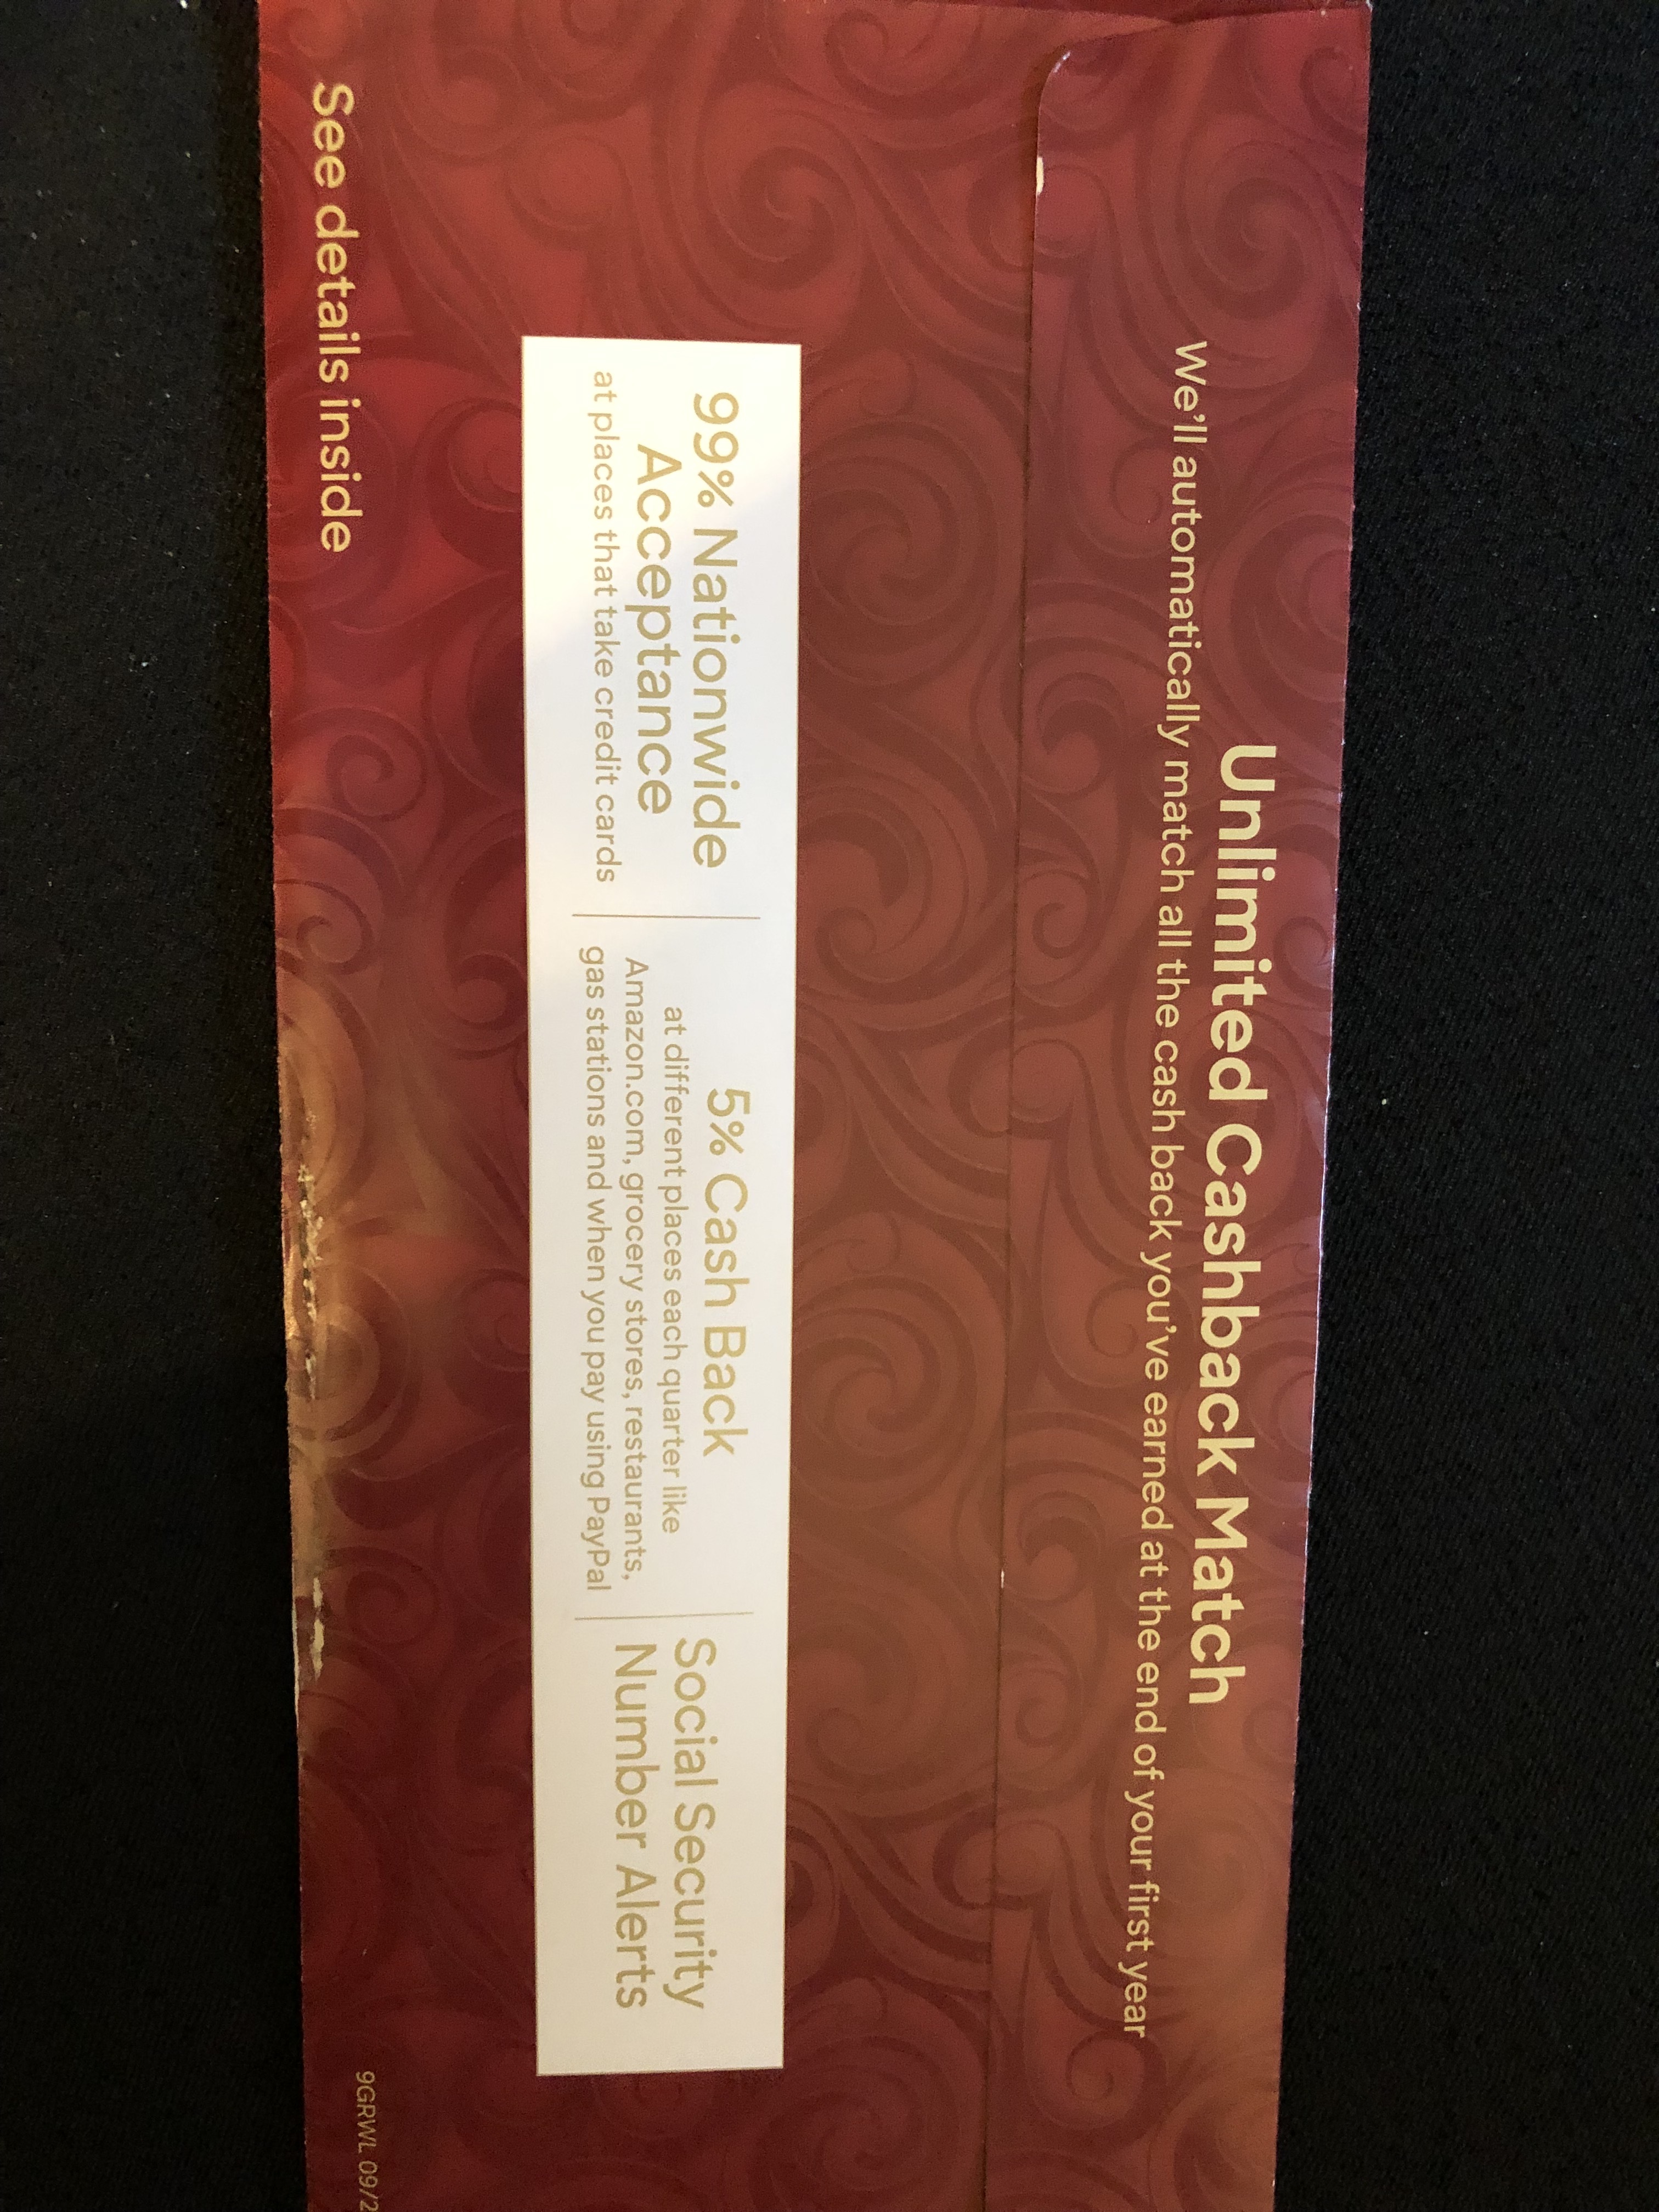 Unlimited Cashback Match
We'll automatically match all the cash back you've earned at the end of your first year
99% Nationwide
Acceptance
at places that take credit cards
5% Cash Back
at different places each quarter like
Amazon.com, grocery stores, restaurants,
gas stations and when you pay using PayPal
Social Security
Number Alerts
See details inside
9GRWL 09/2